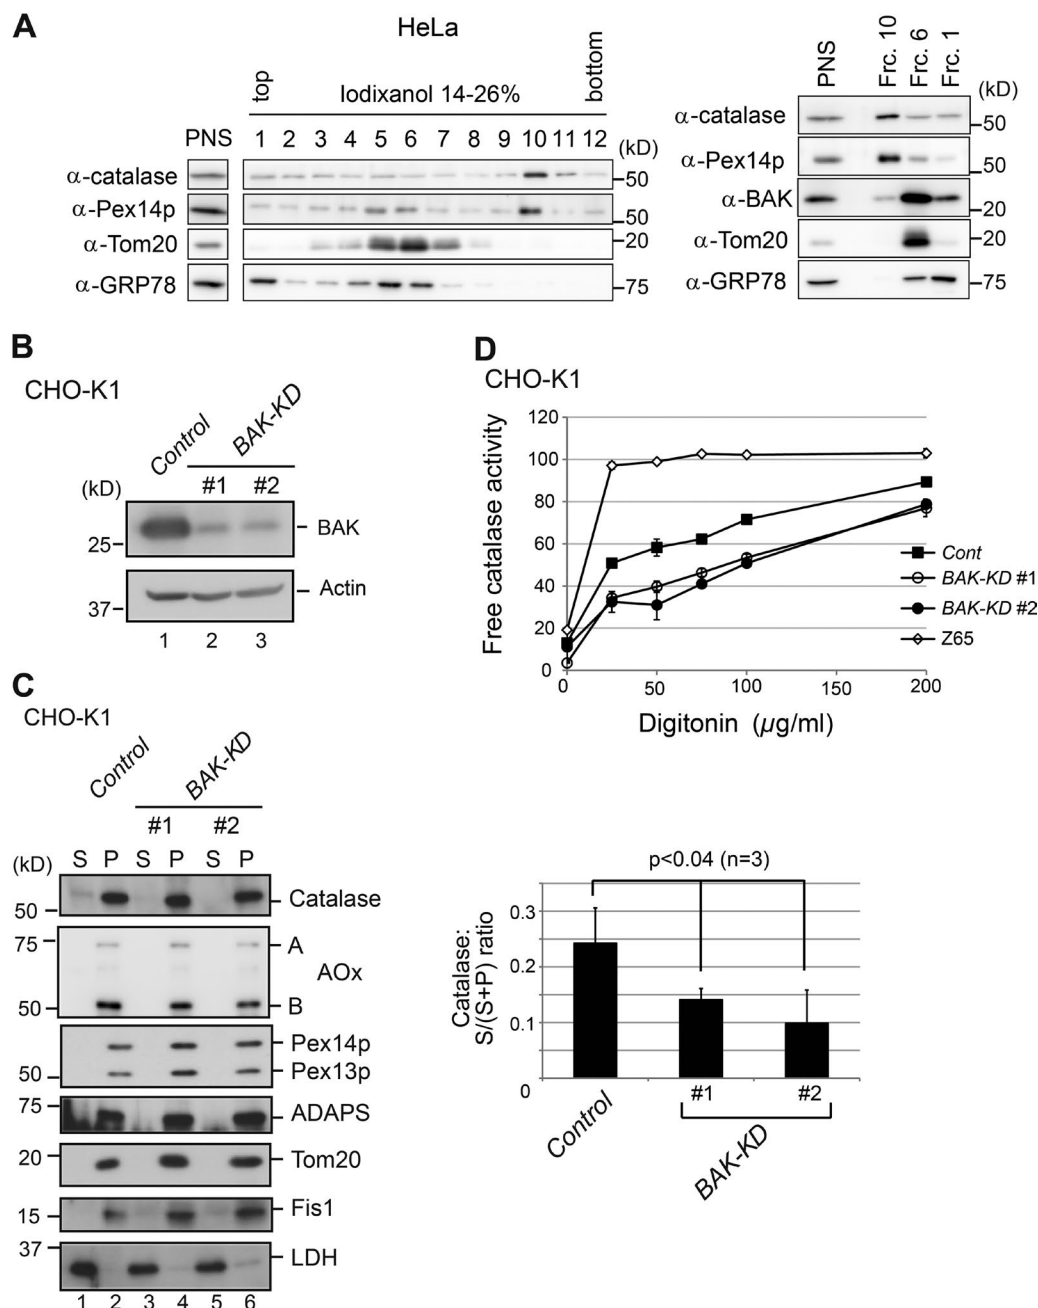 A
HeLa
top
Iodixanol 14-26%
bottom
PNS 1 2 3 4 5 6 7 8 9 10 11 12 (kD)
α-catalase 50
α-Pex14p 50
α-Tom20 20
α-GRP78 75
PNS Frc. 10 Frc. 6 Frc. 1 (kD)
α-catalase 50
α-Pex14p 50
α-BAK 20
α-Tom20 20
α-GRP78 75
B
CHO-K1
Control BAK-KD
(kD) #1 #2
BAK
25
Actin
37
1 2 3
C
CHO-K1
Control BAK-KD
#1 #2
(kD) S P S P S P
50 Catalase
75 A
AOx
50 B
Pex14p
50 Pex13p
75 ADAPS
20 Tom20
15 Fis1
37 LDH
1 2 3 4 5 6
D
CHO-K1
Free catalase activity
120
100
80
60
40
20
0
0 50 100 150 200
Digitonin (µg/ml)
Cont
BAK-KD #1
BAK-KD #2
Z65
p<0.04 (n=3)
Catalase:
S/(S+P) ratio
0.3
0.2
0.1
0
#1 #2
Control
BAK-KD